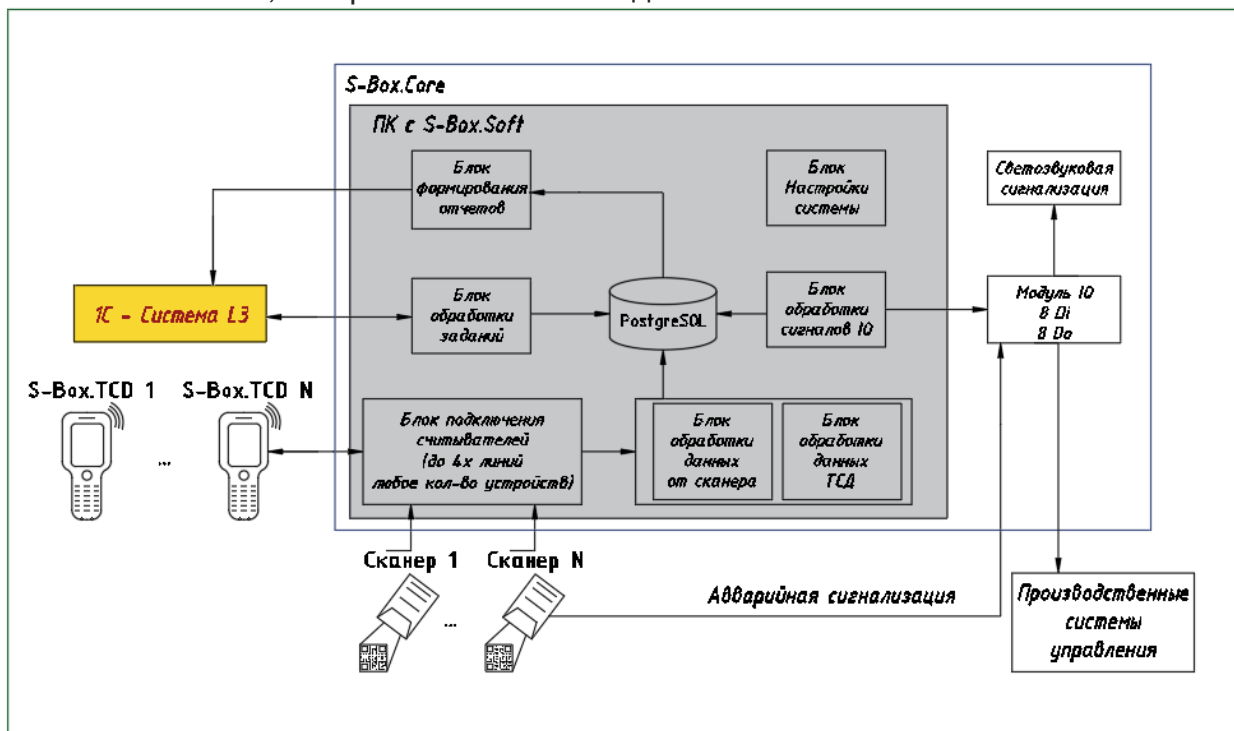 S-Box.Core
ПК с S-Box.Soft
Блок
формирования
отчетов
Блок
Настройки
системы
Светозвуковая
сигнализация
1С - Система L3
Блок
обработки
заданий
PostgreSQL
Блок
обработки
сигналов IO
Модуль IO
8 Di
8 Do
S-Box.TCD 1
S-Box.TCD N
...
Блок подключения
считывателей
(до 4х линий
любое кол-во устройств)
Блок
обработки
данных
от сканера
Блок
обработки
данных
ТСД
Сканер 1
Сканер N
...
Авварийная сигнализация
Производственные
системы
управления